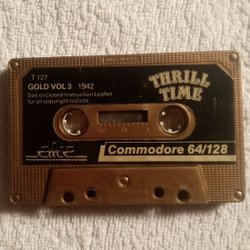 T-127
GOLD VOL 3 1942
See enclosed Instruction Leaflet
for all copyright notices.
THRILL
TIME
elite
Commodore 64/128